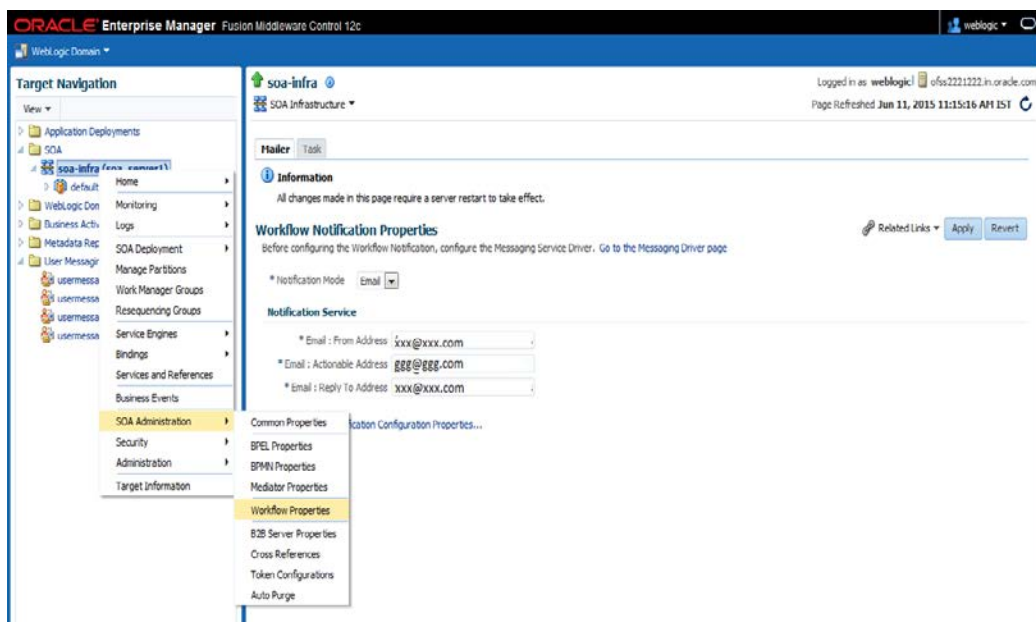 ORACLE Enterprise Manager Fusion Middleware Control 12c
weblogic
WebLogic Domain
Target Navigation
View
Application Deployments
SOA
soa-infra (soa_server1)
default
WebLogic Dom
Business Activ
Metadata Rep
User Messagin
usermessa
usermessa
usermessa
usermessa
Home
Monitoring
Logs
SOA Deployment
Manage Partitions
Work Manager Groups
Resequencing Groups
Service Engines
Bindings
Services and References
Business Events
SOA Administration
Security
Administration
Target Information
Common Properties
BPEL Properties
BPMN Properties
Mediator Properties
Workflow Properties
B2B Server Properties
Cross References
Token Configurations
Auto Purge
soa-infra
SOA Infrastructure
Logged in as weblogic ofss2221222.in.oracle.com
Page Refreshed Jun 11, 2015 11:15:16 AM IST
Mailer Task
Information
All changes made in this page require a server restart to take effect.
Workflow Notification Properties
Related Links Apply Revert
Before configuring the Workflow Notification, configure the Messaging Service Driver. Go to the Messaging Driver page
* Notification Mode Email
Notification Service
* Email : From Address xxx@xxx.com
* Email : Actionable Address ggg@ggg.com
* Email : Reply To Address xxx@xxx.com
ication Configuration Properties...